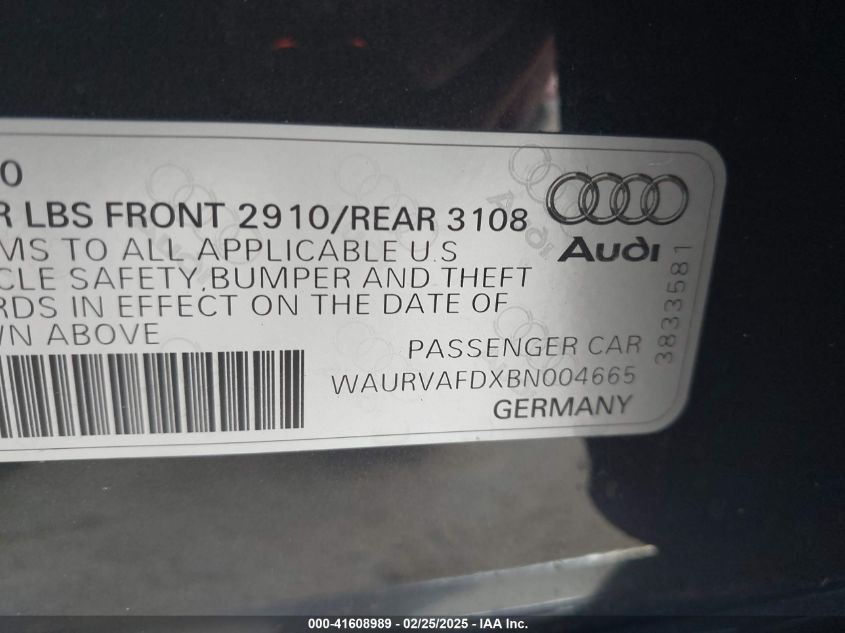 0
R LBS FRONT 2910/REAR 3108
MS TO ALL APPLICABLE U.S
CLE SAFETY,BUMPER AND THEFT
RDS IN EFFECT ON THE DATE OF
WN ABOVE
Audi
PASSENGER CAR
WAURVAFDXBN004665
GERMANY
3833581
000-41608989 - 02/25/2025 - IAA Inc.